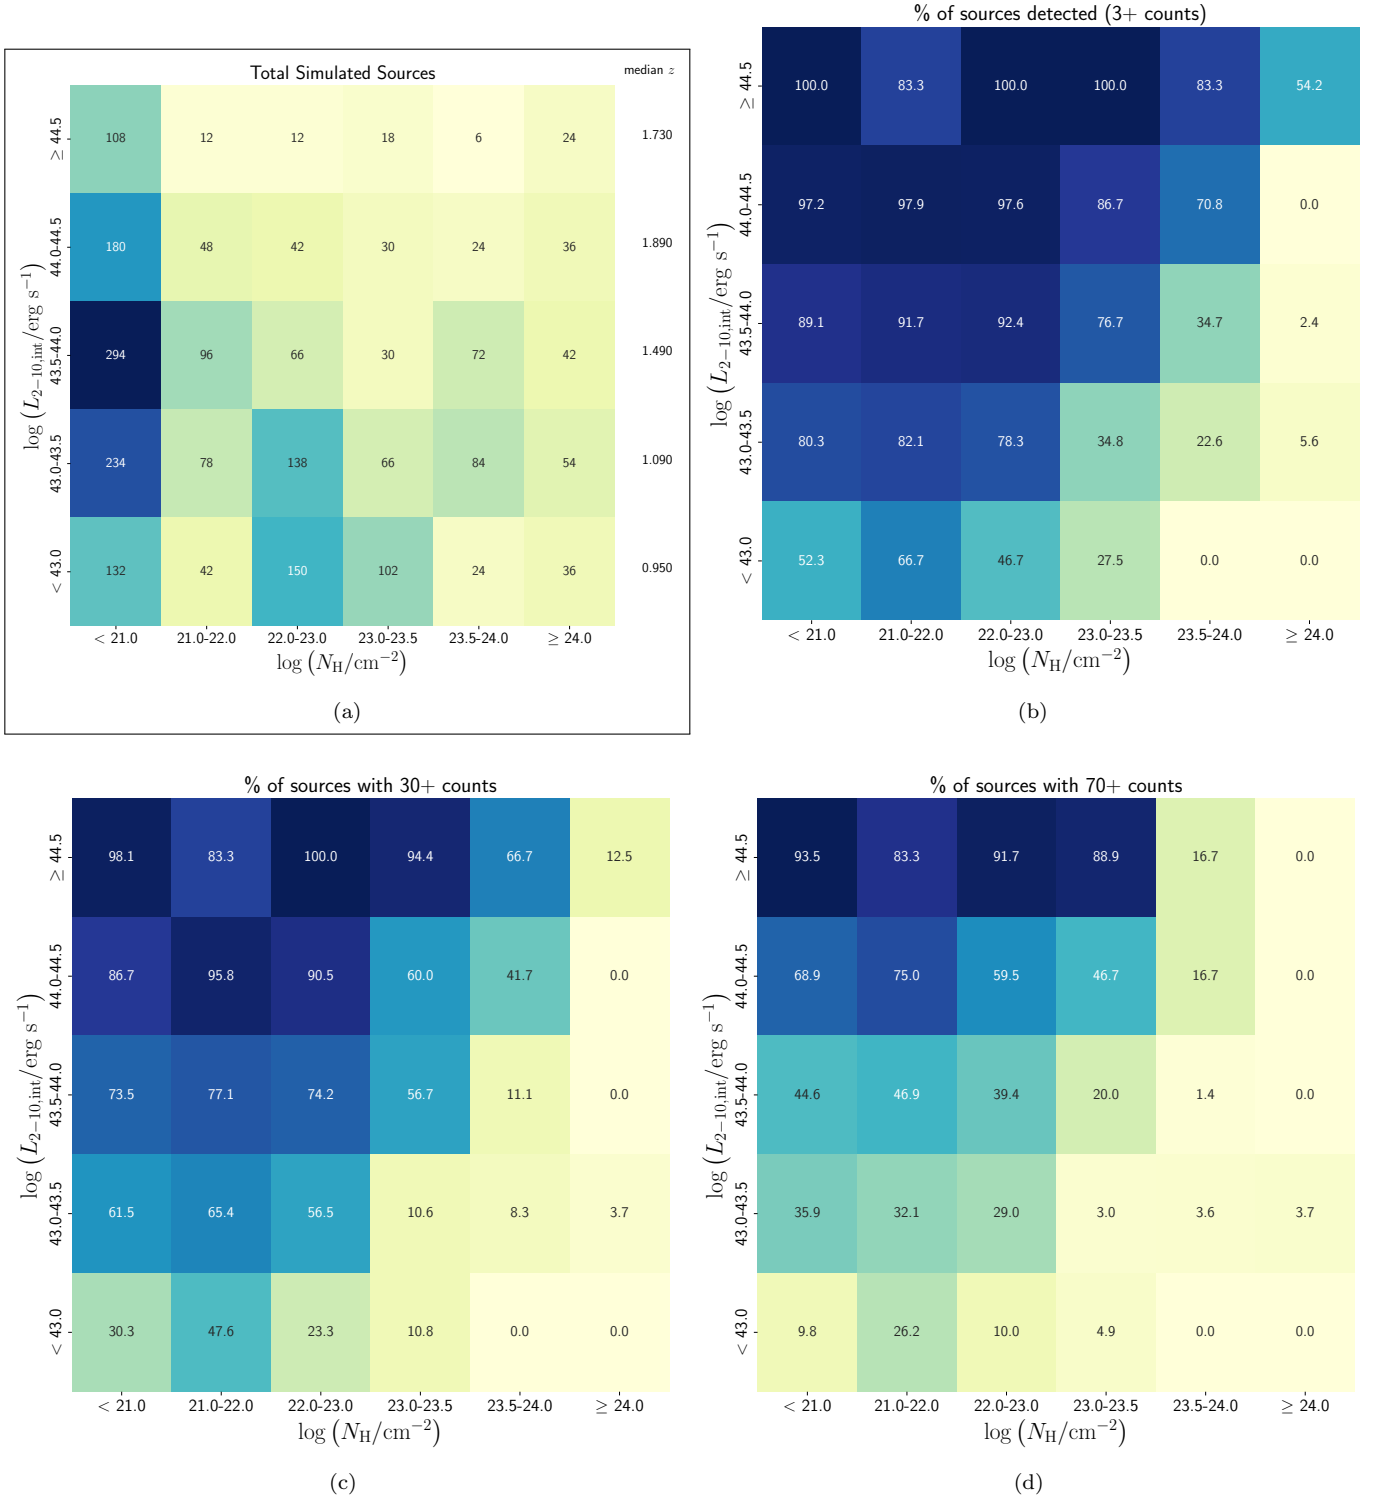 Total Simulated Sources
median z
≥ 44.5
108 12 12 18 6 24 1.730
44.0-44.5
180 48 42 30 24 36 1.890
43.5-44.0
294 96 66 30 72 42 1.490
43.0-43.5
234 78 138 66 84 54 1.090
< 43.0
132 42 150 102 24 36 0.950
log (L2−10,int/erg s−1)
< 21.0 21.0-22.0 22.0-23.0 23.0-23.5 23.5-24.0 ≥ 24.0
log (NH/cm−2)
(a)
% of sources detected (3+ counts)
≥ 44.5
100.0 83.3 100.0 100.0 83.3 54.2
44.0-44.5
97.2 97.9 97.6 86.7 70.8 0.0
43.5-44.0
89.1 91.7 92.4 76.7 34.7 2.4
43.0-43.5
80.3 82.1 78.3 34.8 22.6 5.6
< 43.0
52.3 66.7 46.7 27.5 0.0 0.0
log (L2−10,int/erg s−1)
< 21.0 21.0-22.0 22.0-23.0 23.0-23.5 23.5-24.0 ≥ 24.0
log (NH/cm−2)
(b)
% of sources with 30+ counts
≥ 44.5
98.1 83.3 100.0 94.4 66.7 12.5
44.0-44.5
86.7 95.8 90.5 60.0 41.7 0.0
43.5-44.0
73.5 77.1 74.2 56.7 11.1 0.0
43.0-43.5
61.5 65.4 56.5 10.6 8.3 3.7
< 43.0
30.3 47.6 23.3 10.8 0.0 0.0
log (L2−10,int/erg s−1)
< 21.0 21.0-22.0 22.0-23.0 23.0-23.5 23.5-24.0 ≥ 24.0
log (NH/cm−2)
(c)
% of sources with 70+ counts
≥ 44.5
93.5 83.3 91.7 88.9 16.7 0.0
44.0-44.5
68.9 75.0 59.5 46.7 16.7 0.0
43.5-44.0
44.6 46.9 39.4 20.0 1.4 0.0
43.0-43.5
35.9 32.1 29.0 3.0 3.6 3.7
< 43.0
9.8 26.2 10.0 4.9 0.0 0.0
log (L2−10,int/erg s−1)
< 21.0 21.0-22.0 22.0-23.0 23.0-23.5 23.5-24.0 ≥ 24.0
log (NH/cm−2)
(d)